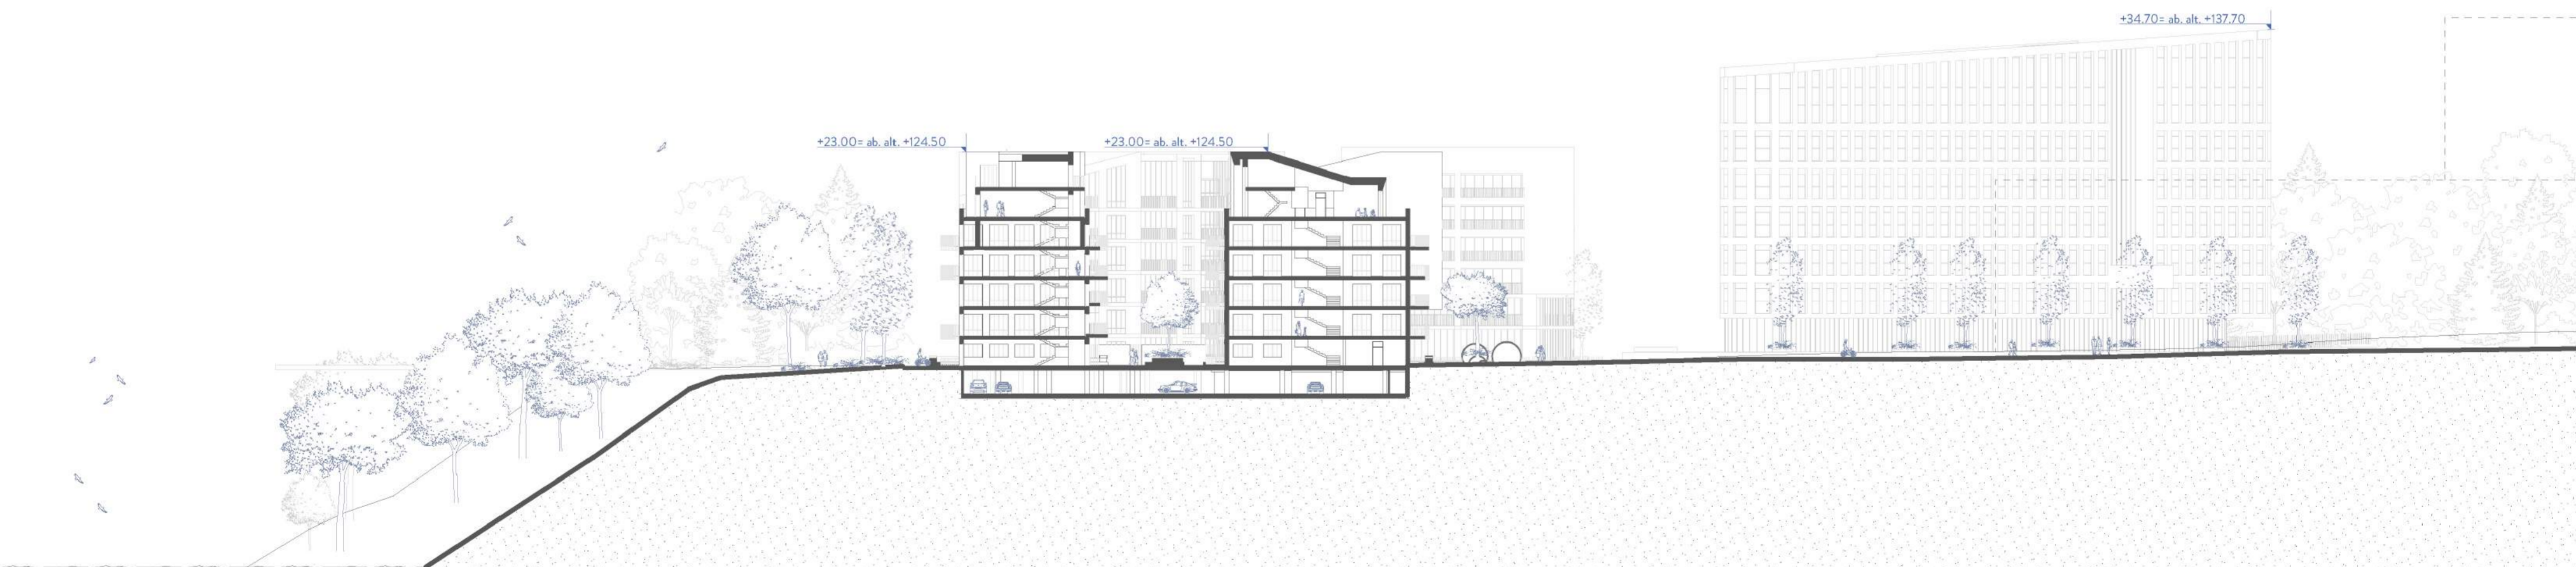 +34.70= ab. alt. +137.70
+23.00= ab. alt. +124.50
+23.00= ab. alt. +124.50